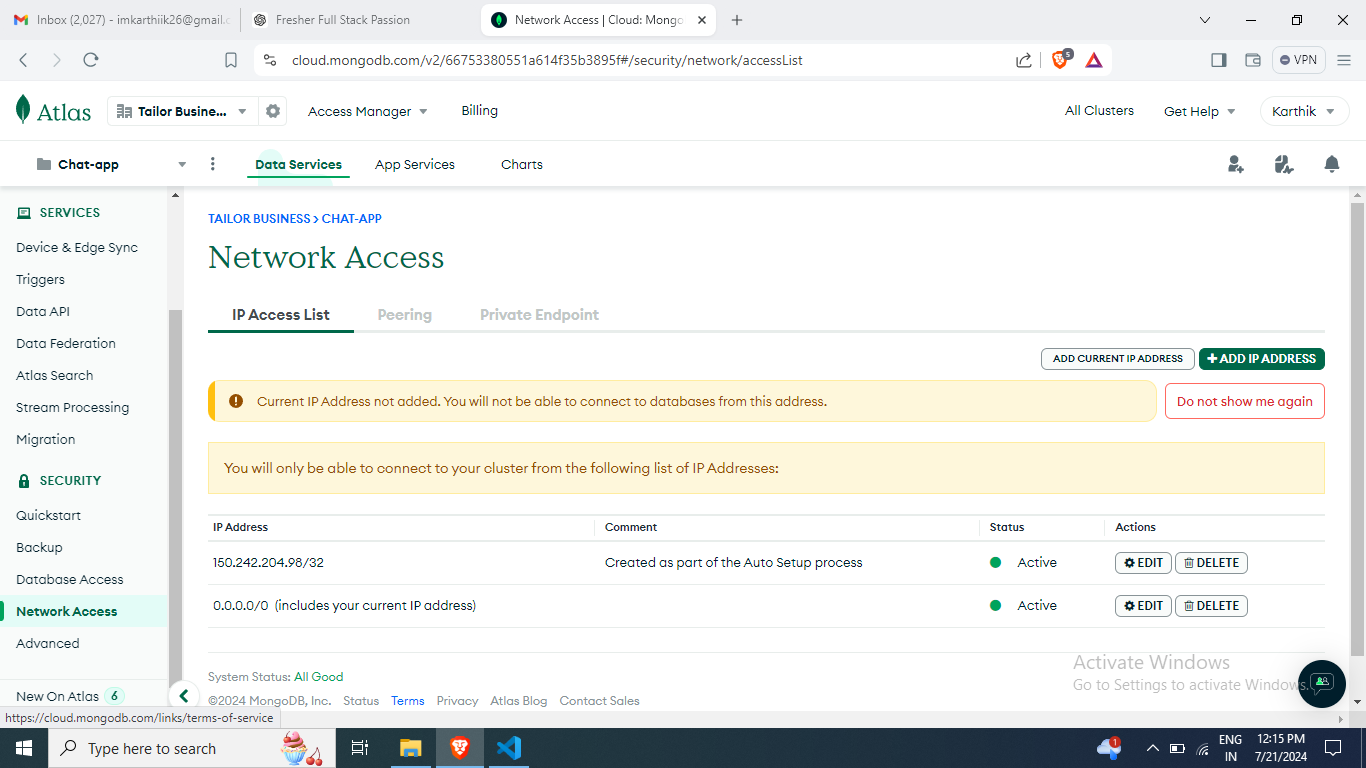 Inbox (2,027) - imkarthiik26@gmail.c
Fresher Full Stack Passion
Network Access | Cloud: Mongo
cloud.mongodb.com/v2/66753380551a614f35b3895f#/security/network/accessList
5
VPN
Atlas
Tailor Busine...
Access Manager
Billing
All Clusters
Get Help
Karthik
Chat-app
Data Services
App Services
Charts
SERVICES
Device & Edge Sync
Triggers
Data API
Data Federation
Atlas Search
Stream Processing
Migration
SECURITY
Quickstart
Backup
Database Access
Network Access
Advanced
New On Atlas 6
TAILOR BUSINESS > CHAT-APP
Network Access
IP Access List
Peering
Private Endpoint
ADD CURRENT IP ADDRESS
+ ADD IP ADDRESS
Current IP Address not added. You will not be able to connect to databases from this address.
Do not show me again
You will only be able to connect to your cluster from the following list of IP Addresses:
IP Address Comment Status Actions
150.242.204.98/32 Created as part of the Auto Setup process Active EDIT DELETE
0.0.0.0/0 (includes your current IP address) Active EDIT DELETE
System Status: All Good
©2024 MongoDB, Inc. Status Terms Privacy Atlas Blog Contact Sales
Activate Windows
Go to Settings to activate Windows.
https://cloud.mongodb.com/links/terms-of-service
Type here to search
1
ENG
IN
12:15 PM
7/21/2024